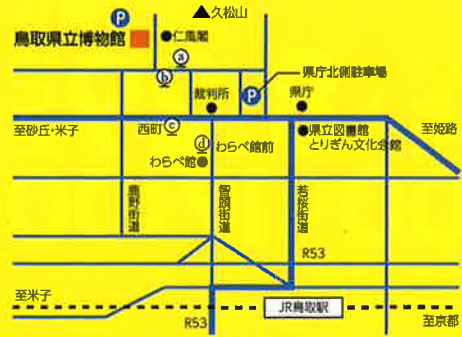 ▲久松山
P
鳥取県立博物館
●仁風閣
ⓐ
ⓑ
県庁北側駐車場
裁判所
P
県庁
至砂丘・米子
西町ⓒ
県立図書館
とりぎん文化会館
至姫路
ⓓ
わらべ館前
わらべ館●
鹿野街道
智頭街道
若桜街道
R53
至米子
JR鳥取駅
R53
至京都